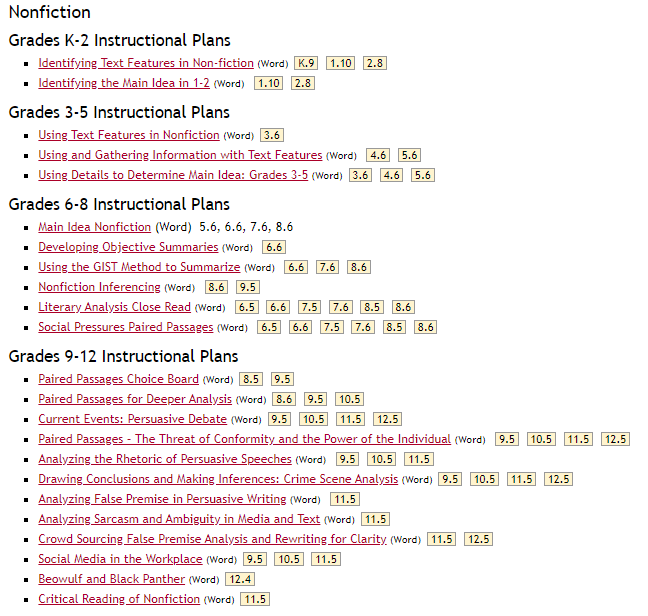 Nonfiction
Grades K-2 Instructional Plans
Identifying Text Features in Non-fiction (Word) K.9 1.10 2.8
Identifying the Main Idea in 1-2 (Word) 1.10 2.8
Grades 3-5 Instructional Plans
Using Text Features in Nonfiction (Word) 3.6
Using and Gathering Information with Text Features (Word) 4.6 5.6
Using Details to Determine Main Idea: Grades 3-5 (Word) 3.6 4.6 5.6
Grades 6-8 Instructional Plans
Main Idea Nonfiction (Word) 5.6, 6.6, 7.6, 8.6
Developing Objective Summaries (Word) 6.6
Using the GIST Method to Summarize (Word) 6.6 7.6 8.6
Nonfiction Inferencing (Word) 8.6 9.5
Literary Analysis Close Read (Word) 6.5 6.6 7.5 7.6 8.5 8.6
Social Pressures Paired Passages (Word) 6.5 6.6 7.5 7.6 8.5 8.6
Grades 9-12 Instructional Plans
Paired Passages Choice Board (Word) 8.5 9.5
Paired Passages for Deeper Analysis (Word) 8.6 9.5 10.5
Current Events: Persuasive Debate (Word) 9.5 10.5 11.5 12.5
Paired Passages - The Threat of Conformity and the Power of the Individual (Word) 9.5 10.5 11.5 12.5
Analyzing the Rhetoric of Persuasive Speeches (Word) 9.5 10.5 11.5
Drawing Conclusions and Making Inferences: Crime Scene Analysis (Word) 9.5 10.5 11.5 12.5
Analyzing False Premise in Persuasive Writing (Word) 11.5
Analyzing Sarcasm and Ambiguity in Media and Text (Word) 11.5
Crowd Sourcing False Premise Analysis and Rewriting for Clarity (Word) 11.5 12.5
Social Media in the Workplace (Word) 9.5 10.5 11.5
Beowulf and Black Panther (Word) 12.4
Critical Reading of Nonfiction (Word) 11.5